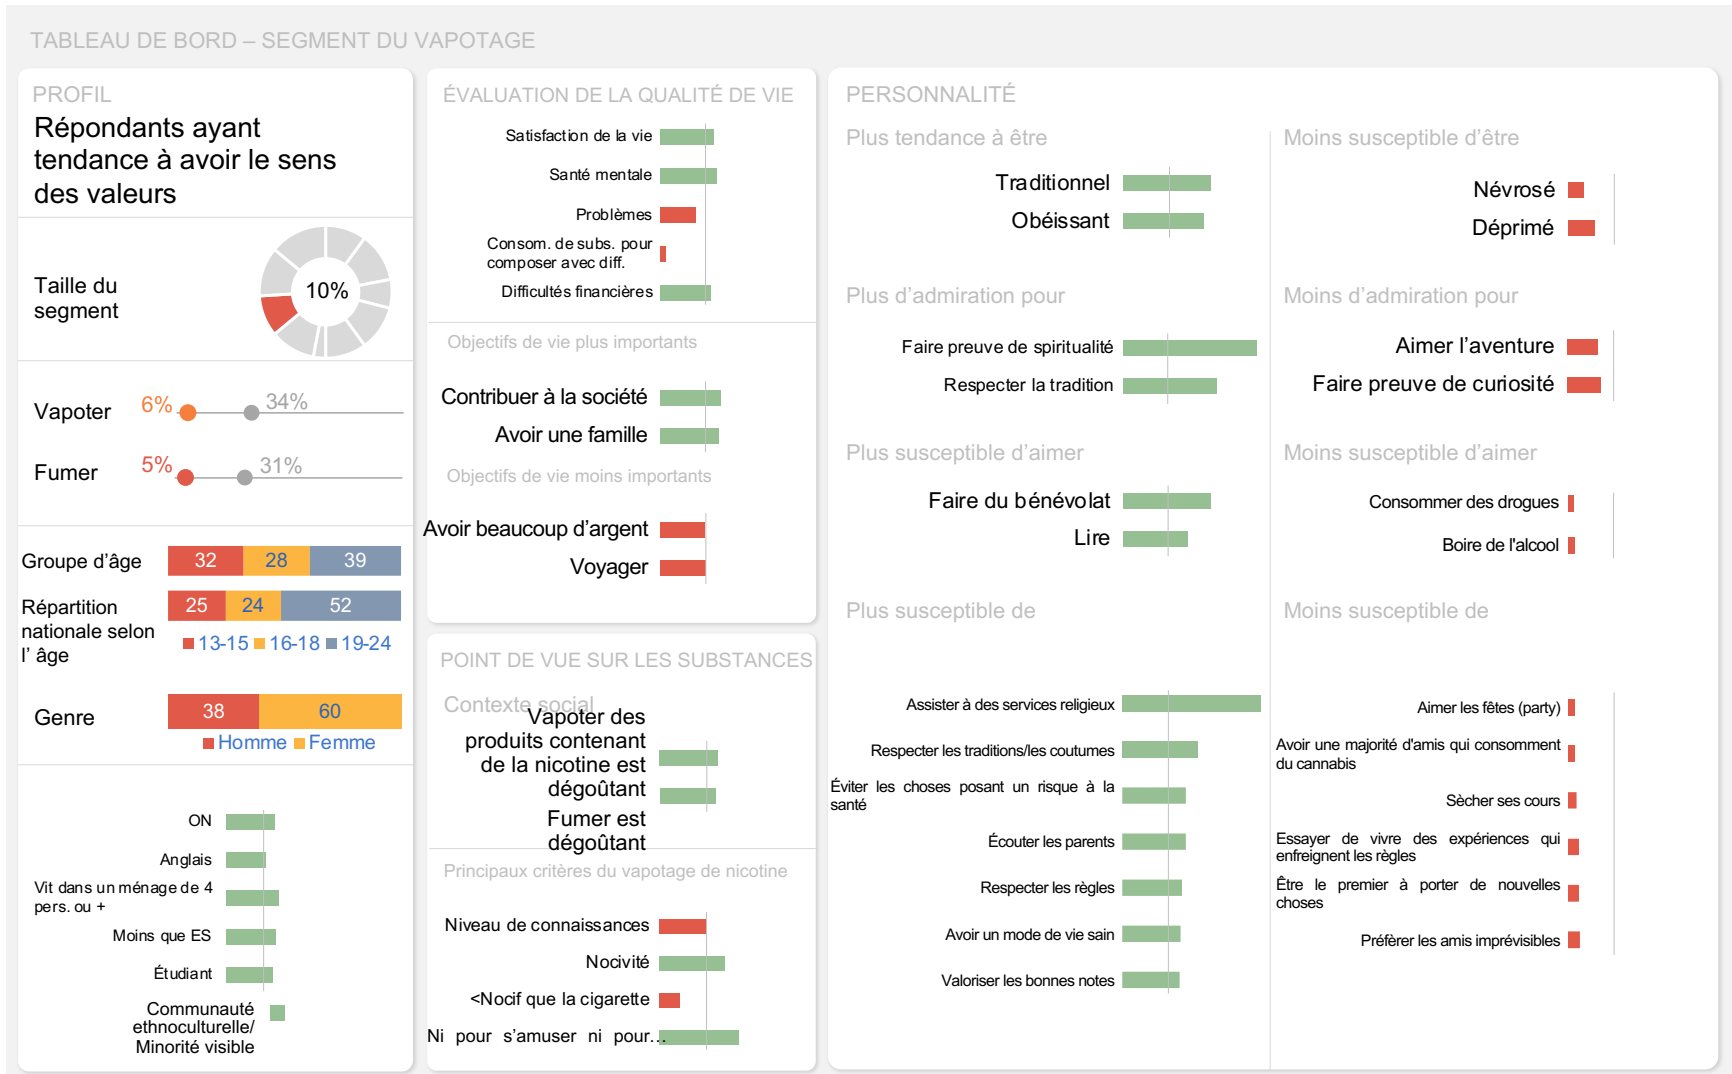 TABLEAU DE BORD – SEGMENT DU VAPOTAGE
PROFIL
Répondants ayant
tendance à avoir le sens
des valeurs
Taille du
segment
10%
Vapoter
6%
34%
Fumer
5%
31%
Groupe d’âge
32
28
39
Répartition
nationale selon
l’ âge
25
24
52
13-15
16-18
19-24
Genre
38
60
Homme
Femme
ON
Anglais
Vit dans un ménage de 4
pers. ou +
Moins que ES
Étudiant
Communauté
ethnoculturelle/
Minorité visible
ÉVALUATION DE LA QUALITÉ DE VIE
Satisfaction de la vie
Santé mentale
Problèmes
Consom. de subs. pour
composer avec diff.
Difficultés financières
Objectifs de vie plus importants
Contribuer à la société
Avoir une famille
Objectifs de vie moins importants
Avoir beaucoup d’argent
Voyager
POINT DE VUE SUR LES SUBSTANCES
Contexte social
Vapoter des
produits contenant
de la nicotine est
dégoûtant
Fumer est
dégoûtant
Principaux critères du vapotage de nicotine
Niveau de connaissances
Nocivité
<Nocif que la cigarette
Ni pour s’amuser ni pour…
PERSONNALITÉ
Plus tendance à être
Traditionnel
Obéissant
Plus d’admiration pour
Faire preuve de spiritualité
Respecter la tradition
Plus susceptible d’aimer
Faire du bénévolat
Lire
Plus susceptible de
Assister à des services religieux
Respecter les traditions/les coutumes
Éviter les choses posant un risque à la
santé
Écouter les parents
Respecter les règles
Avoir un mode de vie sain
Valoriser les bonnes notes
Moins susceptible d’être
Névrosé
Déprimé
Moins d’admiration pour
Aimer l’aventure
Faire preuve de curiosité
Moins susceptible d’aimer
Consommer des drogues
Boire de l'alcool
Moins susceptible de
Aimer les fêtes (party)
Avoir une majorité d'amis qui consomment
du cannabis
Sècher ses cours
Essayer de vivre des expériences qui
enfreignent les règles
Être le premier à porter de nouvelles
choses
Préfèrer les amis imprévisibles